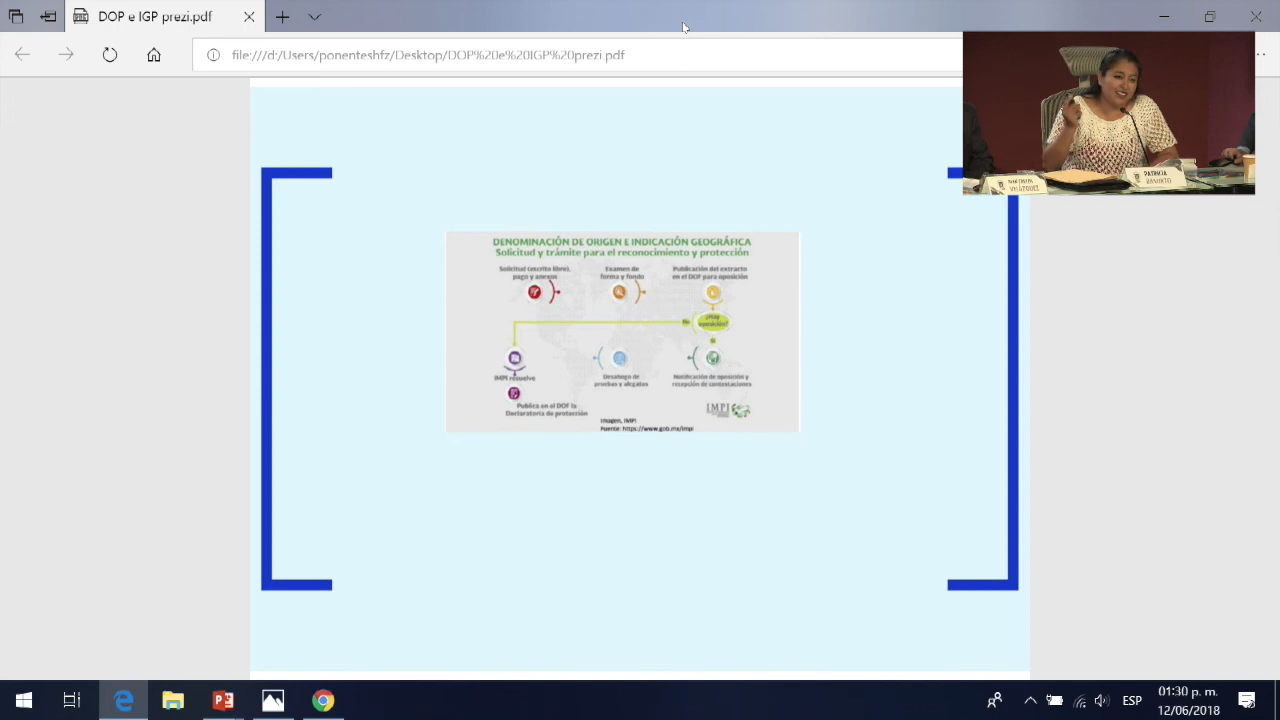 DOP e IGP prezi.pdf
file:///d:/Users/ponenteshfz/Desktop/DOP%20e%20IGP%20prezi.pdf
VELÁZQUEZ
PATRICIA
BASURTO
DENOMINACIÓN DE ORIGEN E INDICACIÓN GEOGRÁFICA
Solicitud y trámite para el reconocimiento y protección
Solicitud (escrito libre),
pago y anexos
Examen de
forma y fondo
Publicación del extracto
en el DOF para oposición
¿Hay
oposición?
No
Sí
IMPI resuelve
Desahogo de
pruebas y alegatos
Notificación de oposición y
recepción de contestaciones
Publica en el DOF la
Declaratoria de protección
IMPI
Imagen, IMPI
Fuente: https://www.gob.mx/impi
ESP
01:30 p. m.
12/06/2018